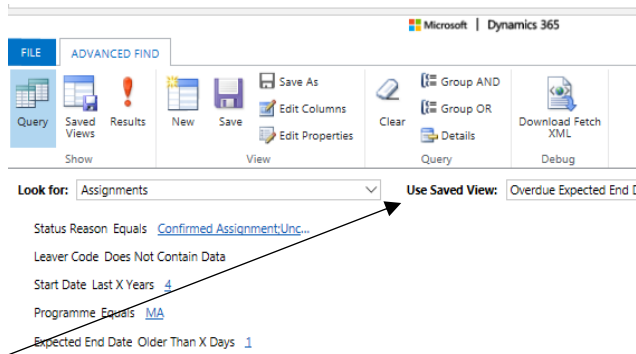 Microsoft | Dynamics 365
FILE ADVANCED FIND
Save As
Edit Columns
Edit Properties
Group AND
Group OR
Details
Query Saved Views Results New Save Clear Download Fetch XML
Show View Query Debug
Look for: Assignments Use Saved View: Overdue Expected End D
Status Reason Equals Confirmed Assignment;Unc...
Leaver Code Does Not Contain Data
Start Date Last X Years 4
Programme Equals MA
Expected End Date Older Than X Days 1